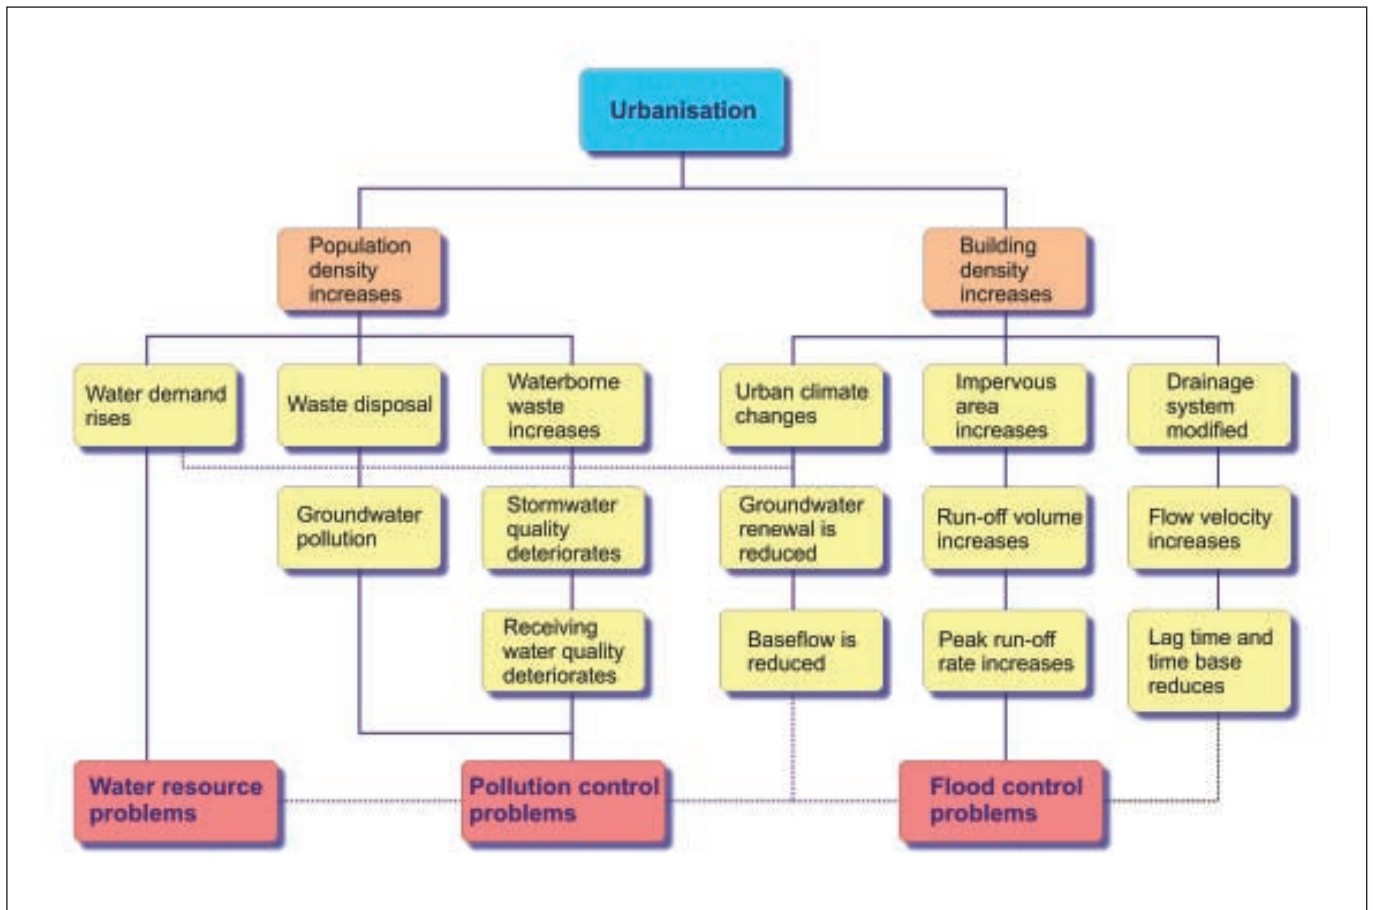 Urbanisation
Population
density
increases
Building
density
increases
Water demand
rises
Waste disposal
Waterborne
waste
increases
Urban climate
changes
Impervous
area
increases
Drainage
system
modified
Groundwater
pollution
Stormwater
quality
deteriorates
Groundwater
renewal is
reduced
Run-off volume
increases
Flow velocity
increases
Receiving
water quality
deteriorates
Baseflow is
reduced
Peak run-off
rate increases
Lag time and
time base
reduces
Water resource
problems
Pollution control
problems
Flood control
problems